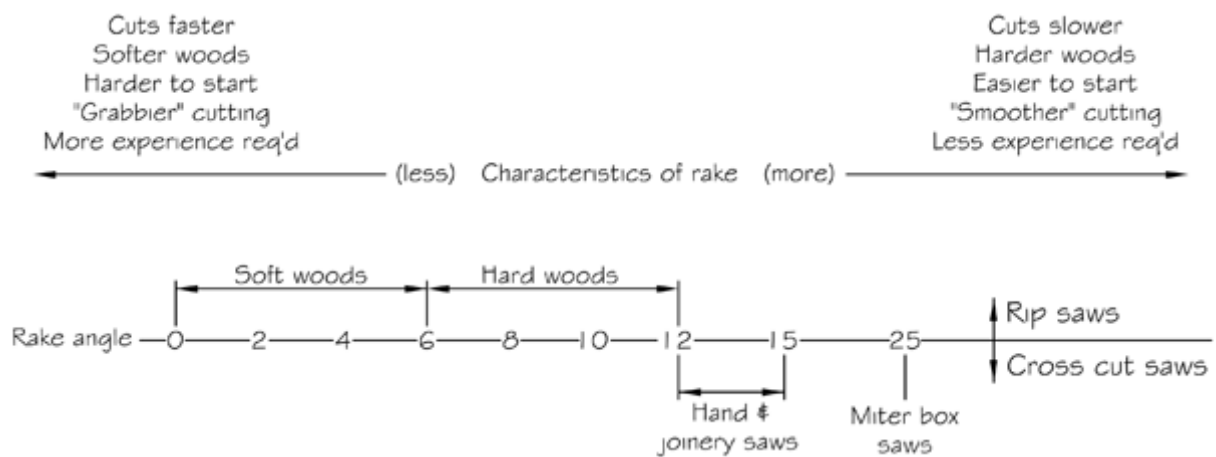 Cuts faster
Softer woods
Harder to start
"Grabbier" cutting
More experience req'd
Cuts slower
Harder woods
Easier to start
"Smoother" cutting
Less experience req'd
(less) Characteristics of rake (more)
Soft woods Hard woods
Rake angle 0 2 4 6 8 10 12 15 25
Rip saws
Cross cut saws
Hand &
joinery saws
Miter box
saws